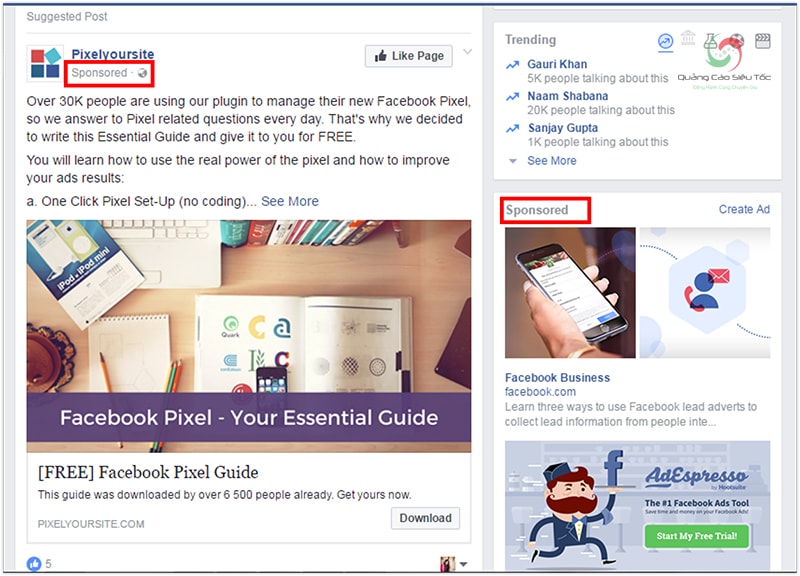 Suggested Post
Pixelyoursite
Sponsored ·
Like Page
Over 30K people are using our plugin to manage their new Facebook Pixel,
so we answer to Pixel related questions every day. That's why we decided
to write this Essential Guide and give it to you for FREE.
You will learn how to use the real power of the pixel and how to improve
your ads results:
a. One Click Pixel Set-Up (no coding)... See More
iPod + iPod mini
Quark
Facebook Pixel - Your Essential Guide
[FREE] Facebook Pixel Guide
This guide was downloaded by over 6 500 people already. Get yours now.
PIXELYOURSITE.COM
Download
5
Trending
Gauri Khan
5K people talking about this
Naam Shabana
20K people talking about this
Sanjay Gupta
1K people talking about this
See More
Quảng Cáo Siêu Tốc
Sponsored
Create Ad
Facebook Business
facebook.com
Learn three ways to use Facebook lead adverts to
collect lead information from people inte...
AdEspresso
by Hootsuite
The #1 Facebook Ads Tool
Save time and money on your Facebook Ads!
Start My Free Trial!